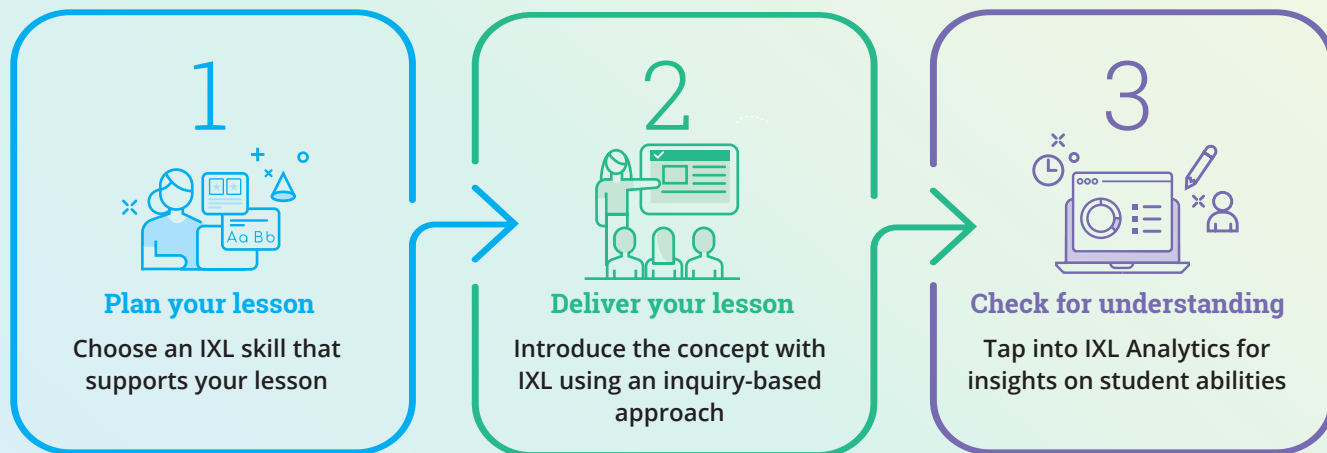 1
Aa Bb
Plan your lesson
Choose an IXL skill that
supports your lesson
2
Deliver your lesson
Introduce the concept with
IXL using an inquiry-based
approach
3
Check for understanding
Tap into IXL Analytics for
insights on student abilities